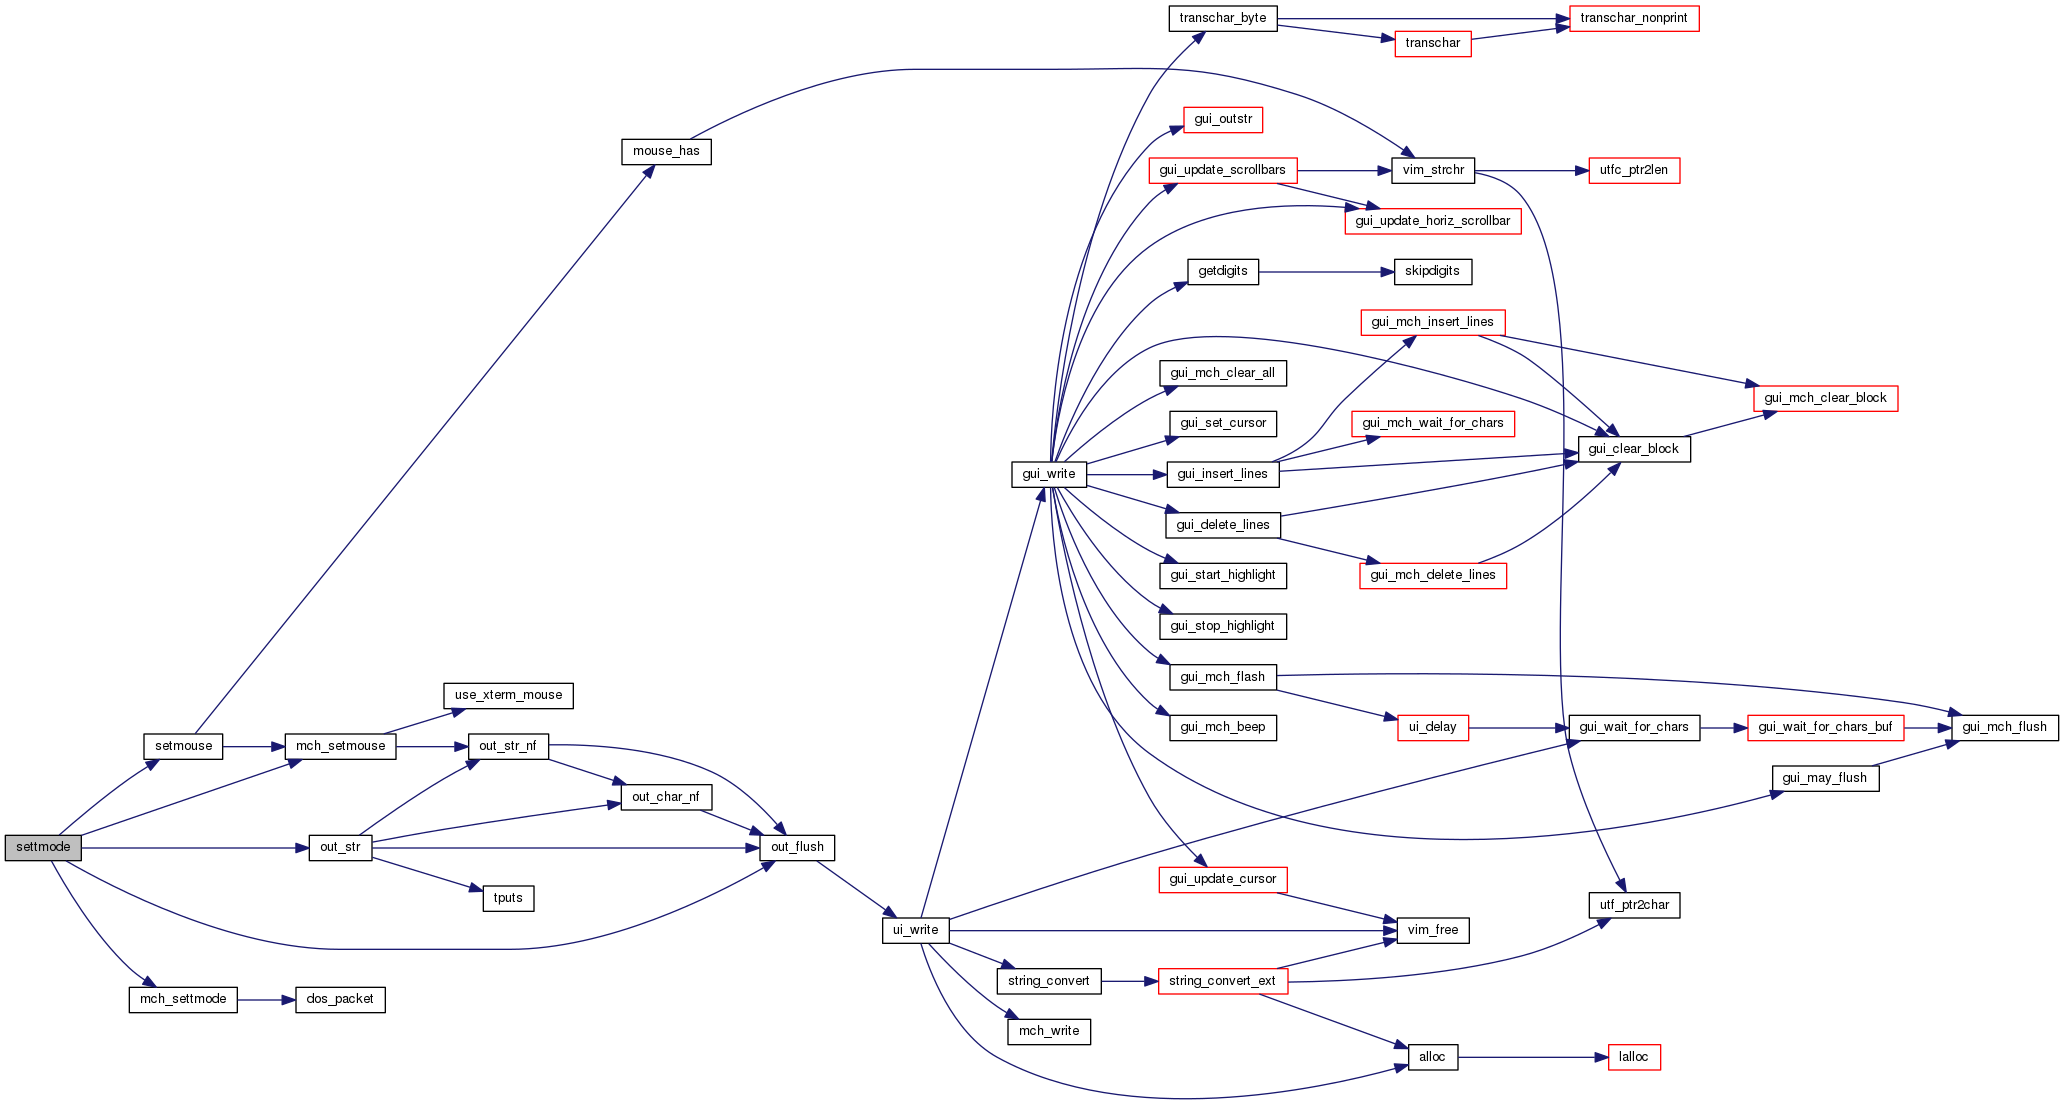 transchar_byte
transchar_nonprint
transchar
gui_outstr
mouse_has
gui_update_scrollbars
vim_strchr
utfc_ptr2len
gui_update_horiz_scrollbar
getdigits
skipdigits
gui_mch_insert_lines
gui_mch_clear_all
gui_mch_clear_block
gui_set_cursor
gui_mch_wait_for_chars
gui_clear_block
gui_write
gui_insert_lines
gui_delete_lines
gui_start_highlight
gui_mch_delete_lines
gui_stop_highlight
gui_mch_flash
use_xterm_mouse
gui_mch_beep
ui_delay
gui_wait_for_chars
gui_wait_for_chars_buf
gui_mch_flush
setmouse
mch_setmouse
out_str_nf
gui_may_flush
out_char_nf
settmode
out_str
out_flush
gui_update_cursor
tputs
utf_ptr2char
ui_write
vim_free
string_convert
string_convert_ext
mch_settmode
dos_packet
mch_write
alloc
lalloc